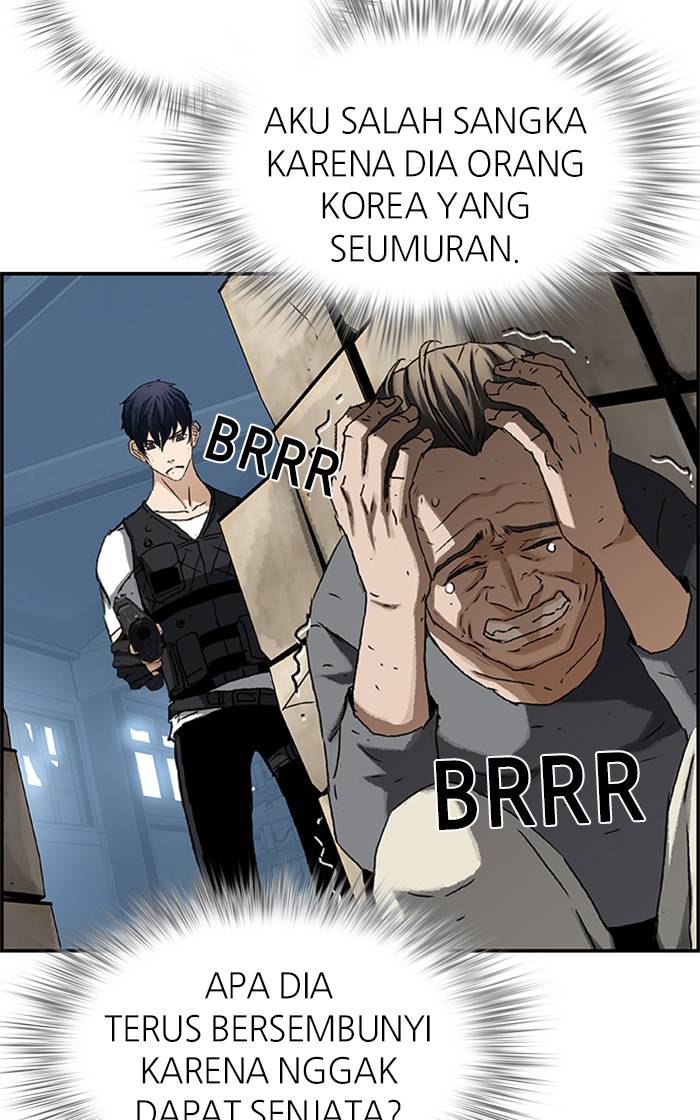 AKU SALAH SANGKA
KARENA DIA ORANG
KOREA YANG
SEUMURAN.
BRRR
BRRR
APA DIA
TERUS BERSEMBUNYI
KARENA NGGAK
DAPAT SENJATA?